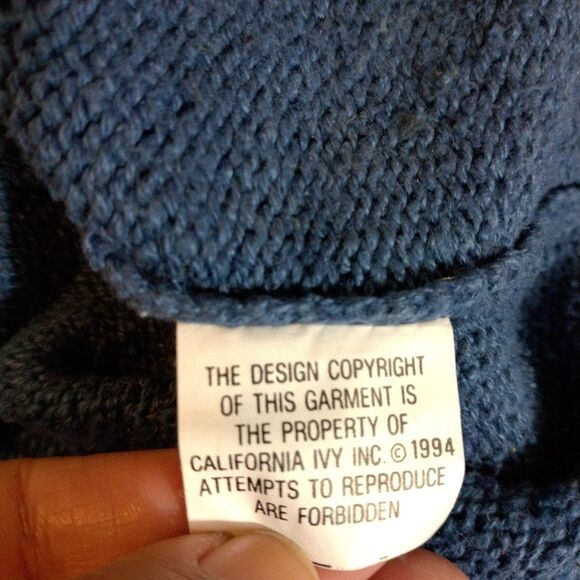 THE DESIGN COPYRIGHT
OF THIS GARMENT IS
THE PROPERTY OF
CALIFORNIA IVY INC. © 1994
ATTEMPTS TO REPRODUCE
ARE FORBIDDEN